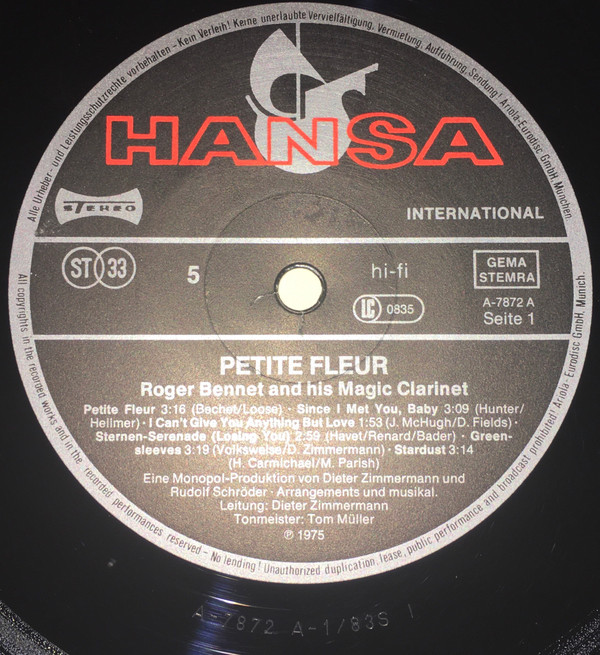 Alle Urheber- und Leistungsschutzrechte vorbehalten - Kein Verleih! Keine unerlaubte Vervielfältigung, Vermietung, Aufführung, Sendung! Ariola-Eurodisc GmbH, München.
HANSA
STEREO
INTERNATIONAL
ST 33
5
hi-fi
GEMA
STEMRA
LC 0835
A-7872 A
Seite 1
PETITE FLEUR
Roger Bennet and his Magic Clarinet
Petite Fleur 3:16 (Bechet/Loose) · Since I Met You, Baby 3:09 (Hunter/
Hellmer) · I Can't Give You Anything But Love 1:53 (J. McHugh/D. Fields) ·
Sternen-Serenade (Losing You) 2:59 (Havet/Renard/Bader) · Green-
sleeves 3:19 (Volksweise/D. Zimmermann) · Stardust 3:14
(H. Carmichael/M. Parish)
Eine Monopol-Produktion von Dieter Zimmermann und
Rudolf Schröder · Arrangements und musikal.
Leitung: Dieter Zimmermann
Tonmeister: Tom Müller
℗ 1975
All copyrights in the recorded works and in the recorded performances reserved - No lending! Unauthorized duplication, lease, public performance and broadcast prohibited! Ariola-Eurodisc GmbH, Munich.
A-7872 A-1/83S 1